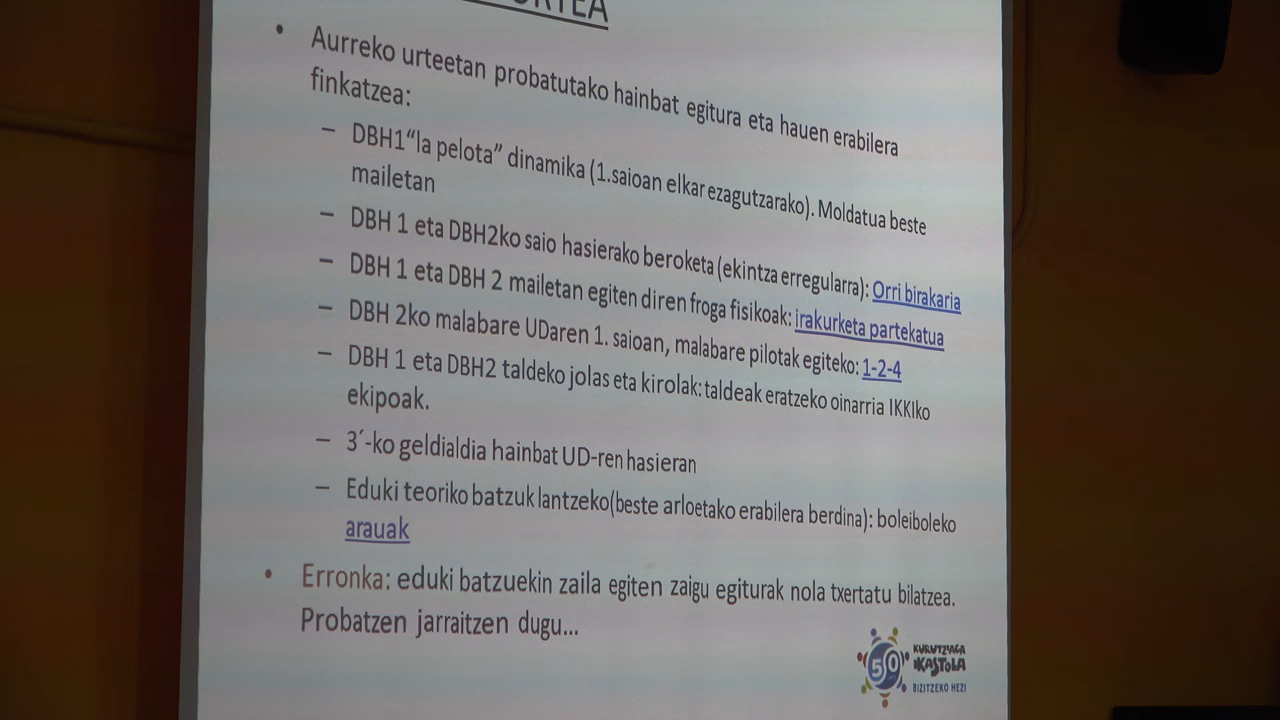 • Aurreko urteetan probatutako hainbat egitura eta hauen erabilera
finkatzea:
– DBH1“la pelota” dinamika (1.saioan elkar ezagutzarako). Moldatua beste
mailetan
– DBH 1 eta DBH2ko saio hasierako beroketa (ekintza erregularra): Orri birakaria
– DBH 1 eta DBH 2 mailetan egiten diren froga fisikoak: irakurketa partekatua
– DBH 2ko malabare UDaren 1. saioan, malabare pilotak egiteko: 1-2-4
– DBH 1 eta DBH2 taldeko jolas eta kirolak: taldeak eratzeko oinarria IKKIko
ekipoak.
– 3´-ko geldialdia hainbat UD-ren hasieran
– Eduki teoriko batzuk lantzeko(beste arloetako erabilera berdina): boleiboleko
arauak
• Erronka: eduki batzuekin zaila egiten zaigu egiturak nola txertatu bilatzea.
Probatzen jarraitzen dugu...
50
KURUTZIAGA
IKASTOLA
BIZITZEKO HEZI